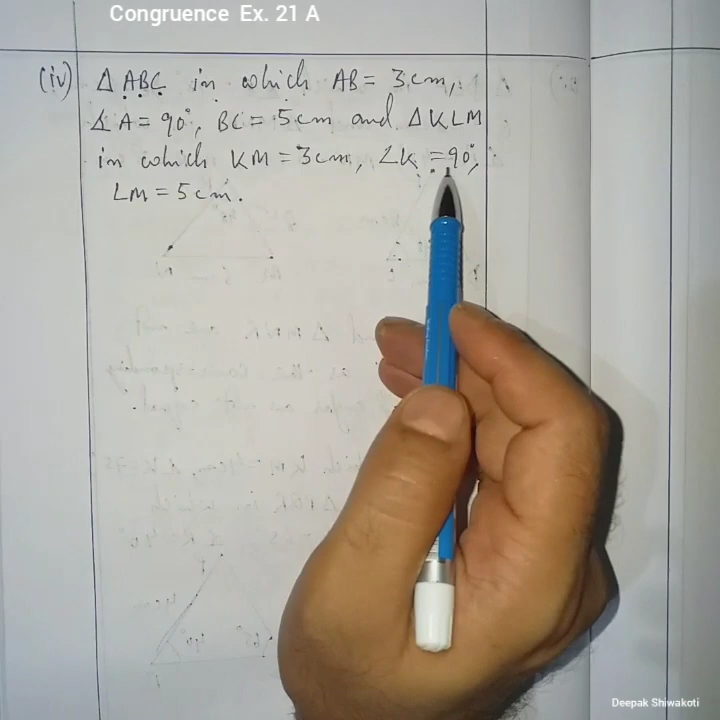 Congruence Ex. 21 A
(iv) Δ ABC in which AB = 3cm,
∡A = 90°, BC = 5cm and ΔKLM
in which KM = 3cm, ∠K = 90°,
LM = 5cm.
Deepak Shiwakoti